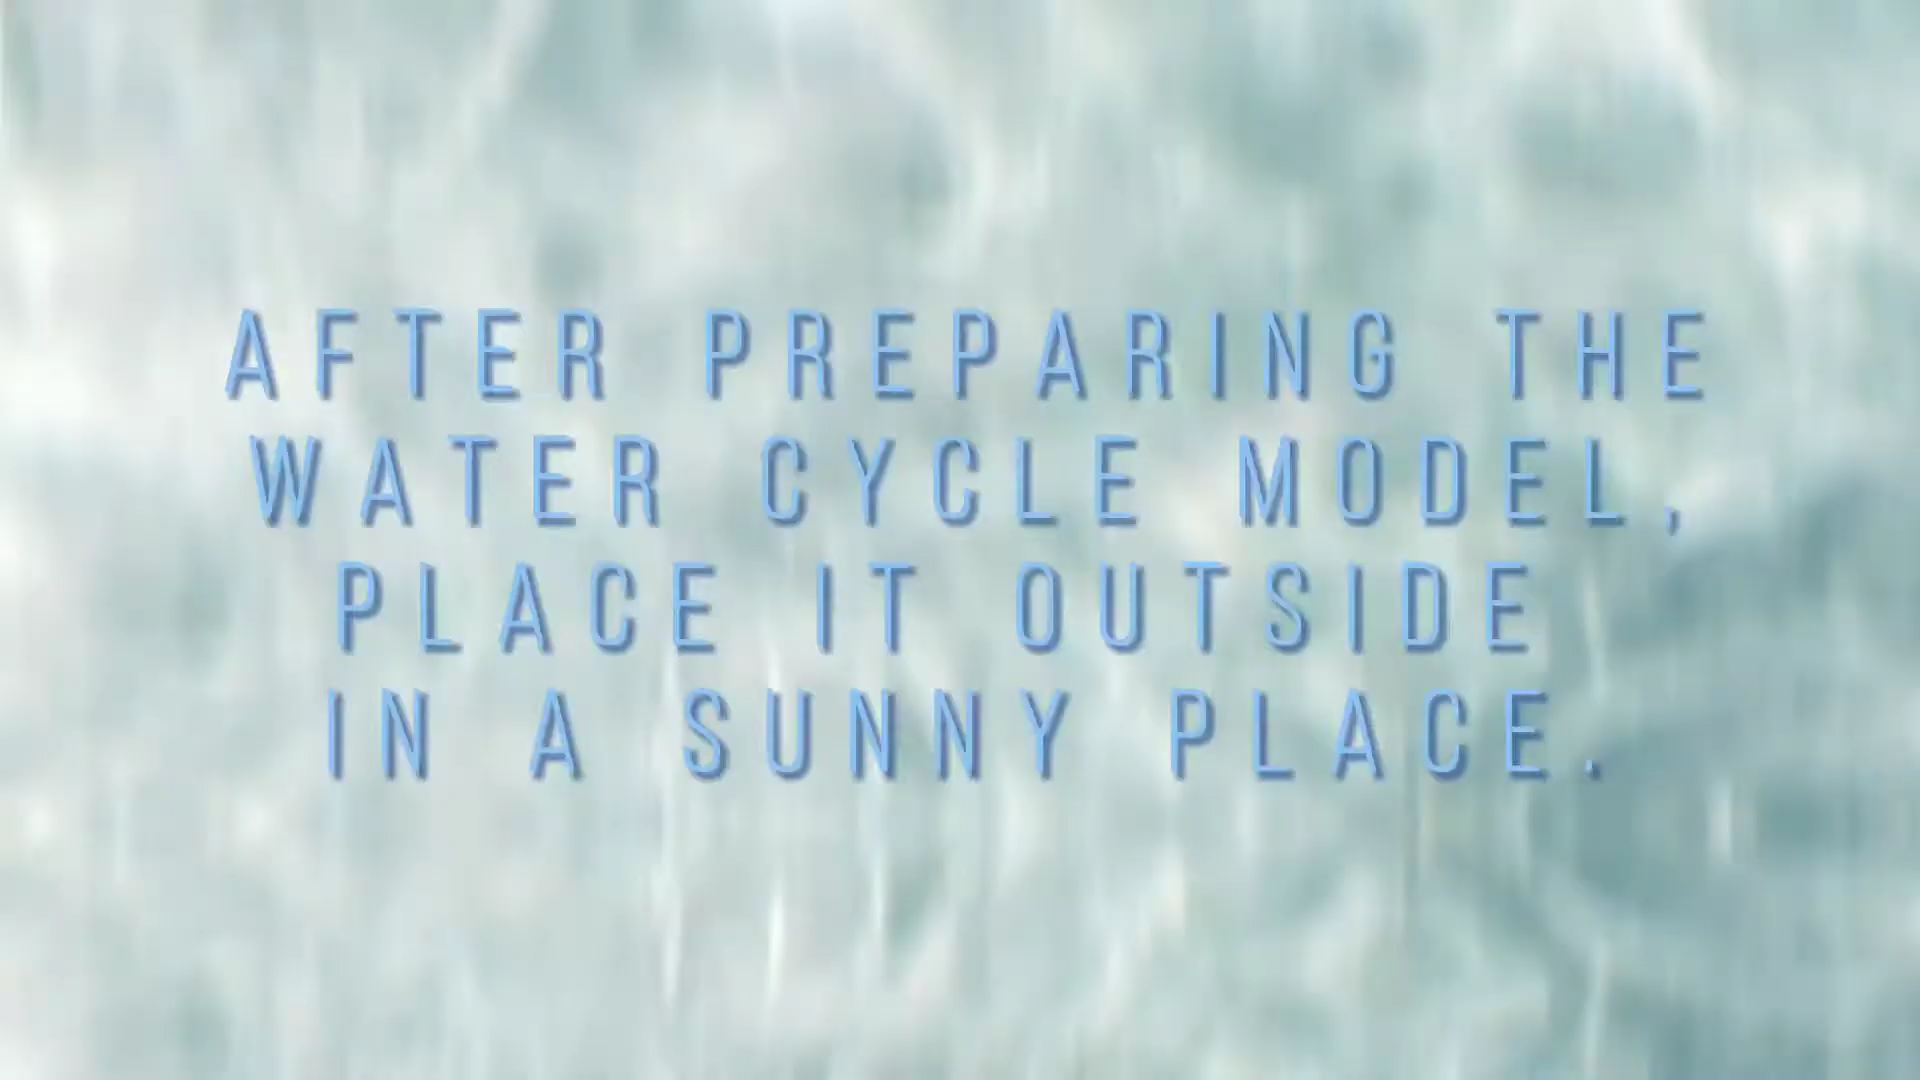 AFTER PREPARING THE
WATER CYCLE MODEL,
PLACE IT OUTSIDE
IN A SUNNY PLACE.